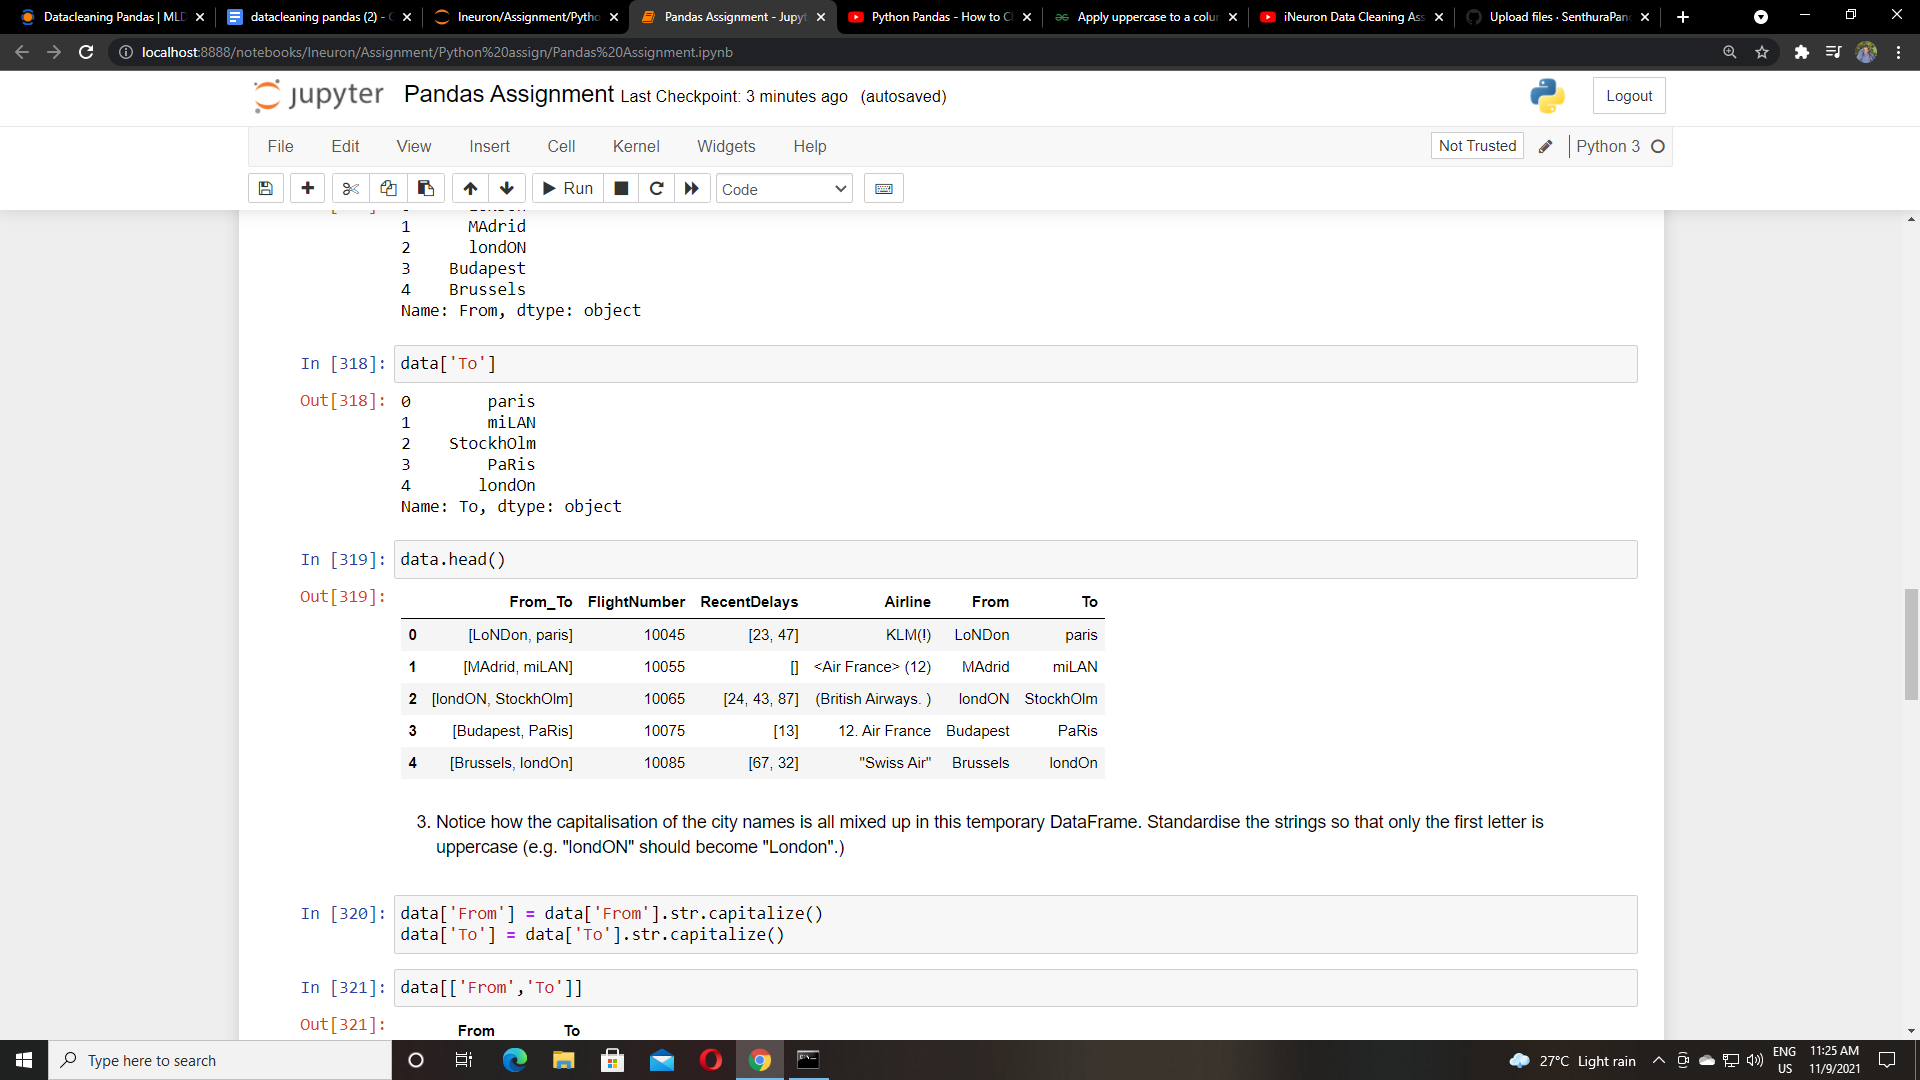 Datacleaning Pandas | MLD
datacleaning pandas (2) - G
Ineuron/Assignment/Pytho
Pandas Assignment - Jupyt
Python Pandas - How to Cl
Apply uppercase to a colu
iNeuron Data Cleaning Ass
Upload files · SenthuraPan
localhost:8888/notebooks/Ineuron/Assignment/Python%20assign/Pandas%20Assignment.ipynb
jupyter Pandas Assignment Last Checkpoint: 3 minutes ago (autosaved)
Logout
File Edit View Insert Cell Kernel Widgets Help
Not Trusted
Python 3
Run
Code
1 MAdrid
2 londON
3 Budapest
4 Brussels
Name: From, dtype: object
In [318]: data['To']
Out[318]: 0 paris
1 miLAN
2 StockhOlm
3 PaRis
4 londOn
Name: To, dtype: object
In [319]: data.head()
Out[319]:
From_To FlightNumber RecentDelays Airline From To
0 [LoNDon, paris] 10045 [23, 47] KLM(!) LoNDon paris
1 [MAdrid, miLAN] 10055 [] <Air France> (12) MAdrid miLAN
2 [londON, StockhOlm] 10065 [24, 43, 87] (British Airways. ) londON StockhOlm
3 [Budapest, PaRis] 10075 [13] 12. Air France Budapest PaRis
4 [Brussels, londOn] 10085 [67, 32] "Swiss Air" Brussels londOn
3. Notice how the capitalisation of the city names is all mixed up in this temporary DataFrame. Standardise the strings so that only the first letter is
uppercase (e.g. "londON" should become "London".)
In [320]: data['From'] = data['From'].str.capitalize()
data['To'] = data['To'].str.capitalize()
In [321]: data[['From','To']]
Out[321]:
From To
Type here to search
27°C Light rain
ENG
US
11:25 AM
11/9/2021